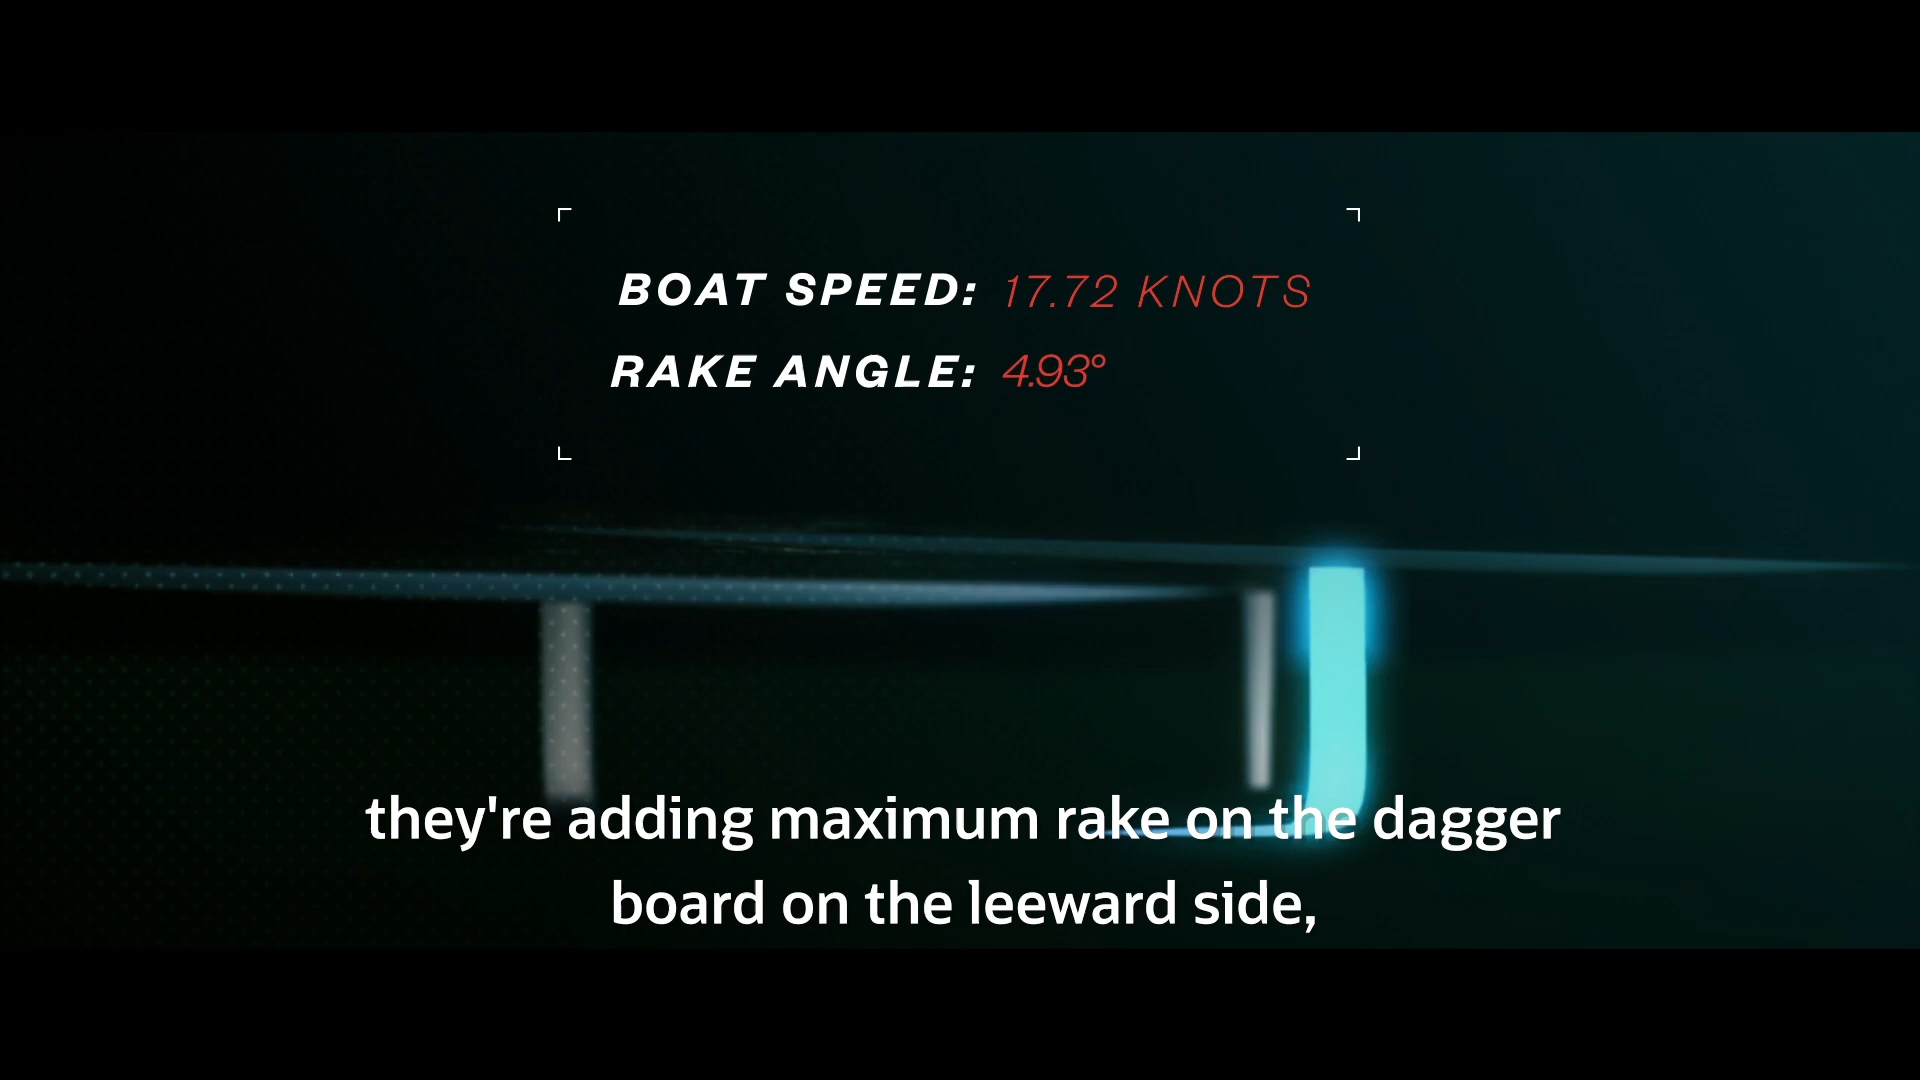 BOAT SPEED: 17.72 KNOTS
RAKE ANGLE: 4.93°
they're adding maximum rake on the dagger
board on the leeward side,